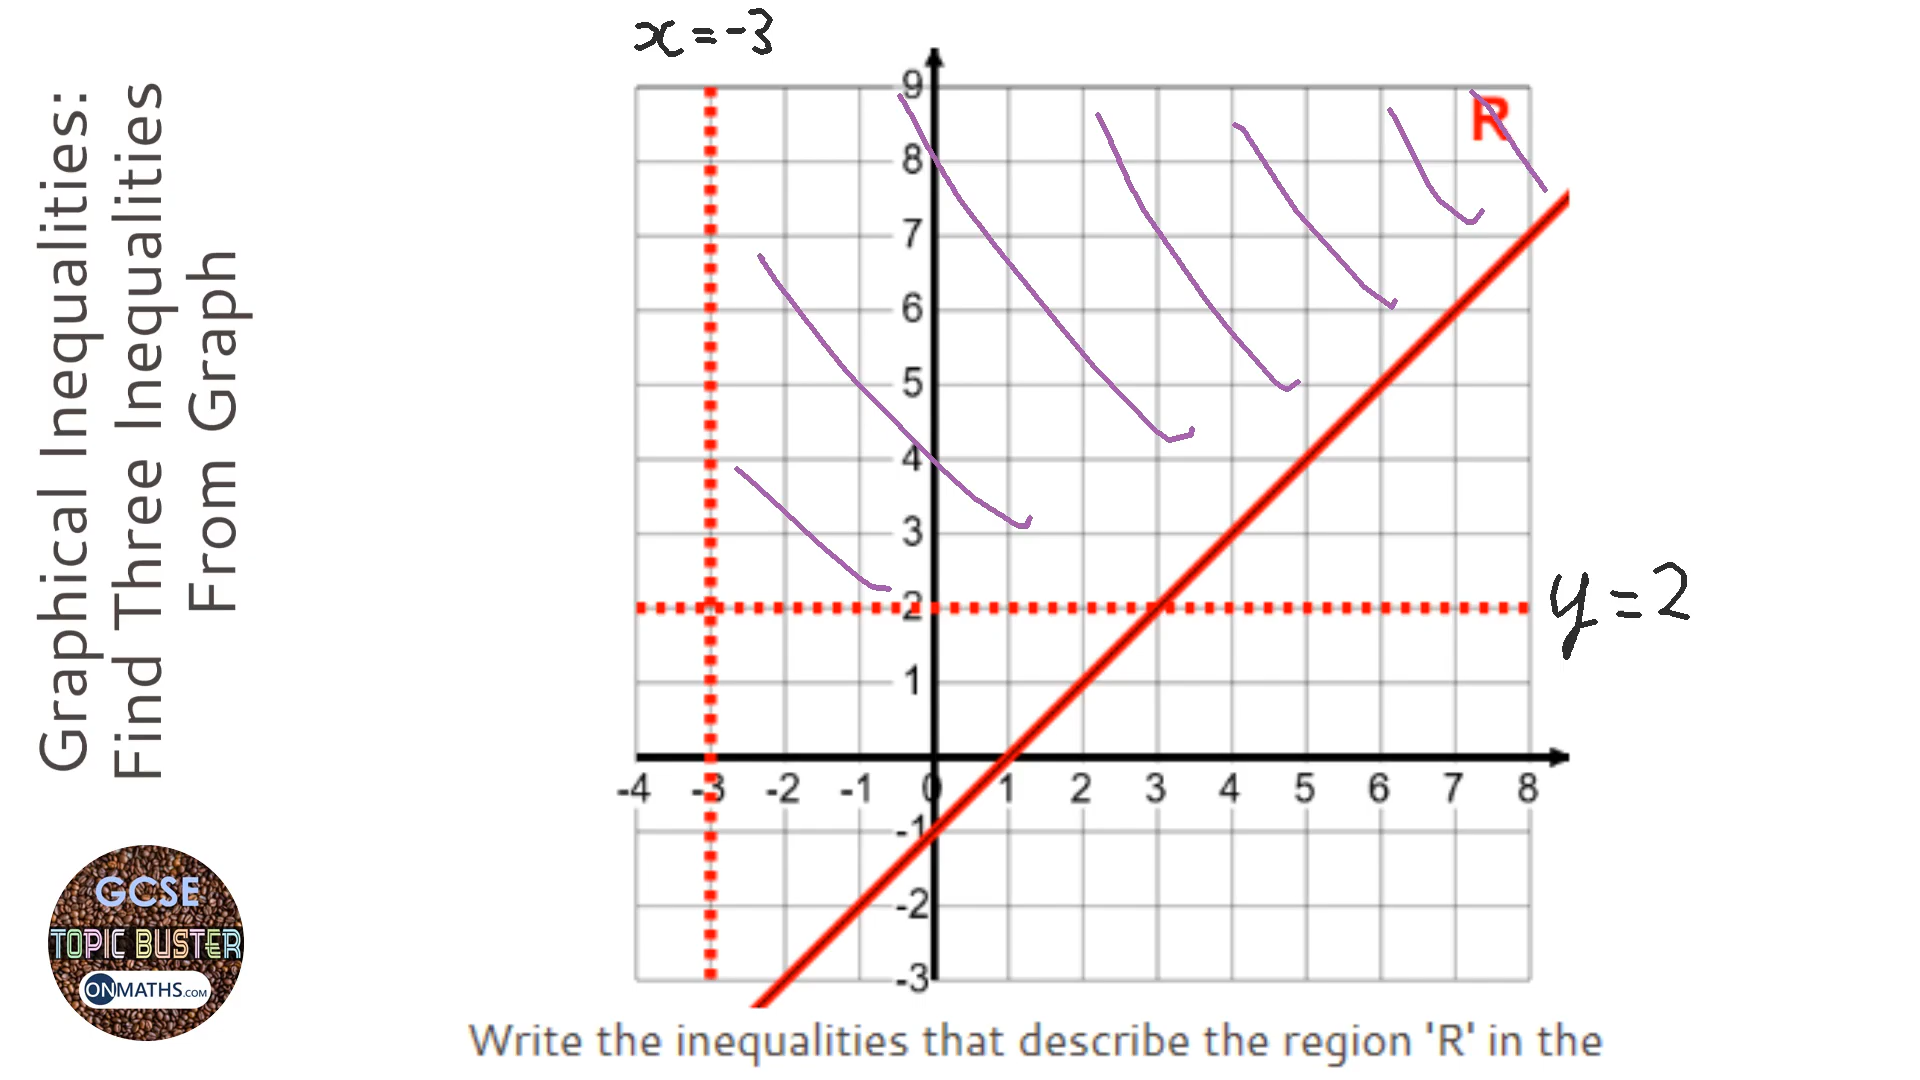 Graphical Inequalities:
Find Three Inequalities
From Graph
x=-3
9
R
8
7
6
5
4
3
2
y=2
1
-4 -3 -2 -1 0 1 2 3 4 5 6 7 8
-1
-2
-3
GCSE
TOPIC BUSTER
ONMATHS.COM
Write the inequalities that describe the region 'R' in the